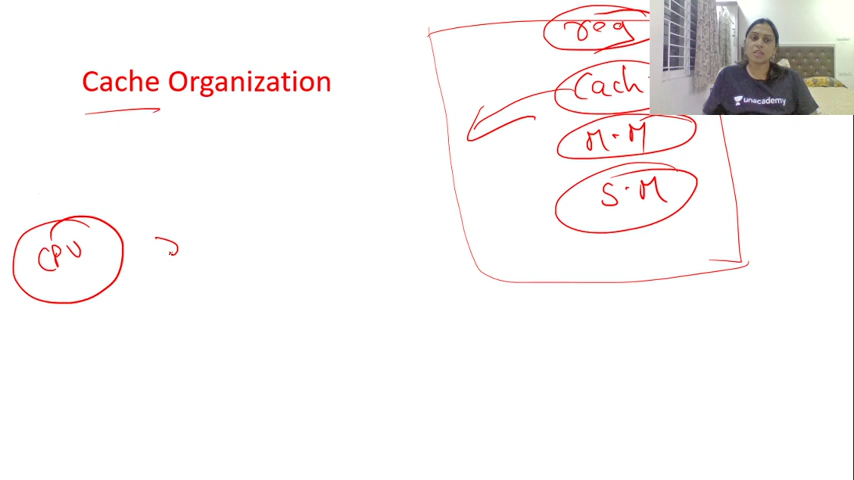 Cache Organization
reg
Cach
M.M
S.M
CPU
unacademy